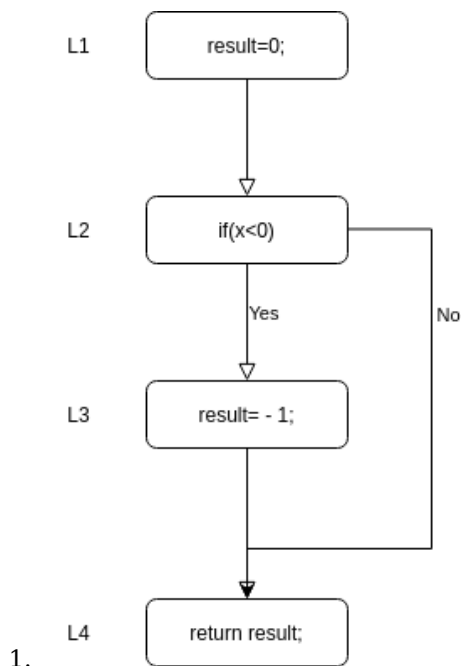 L1 result=0;
L2 if(x<0)
Yes
No
L3 result= - 1;
L4 return result;
1.